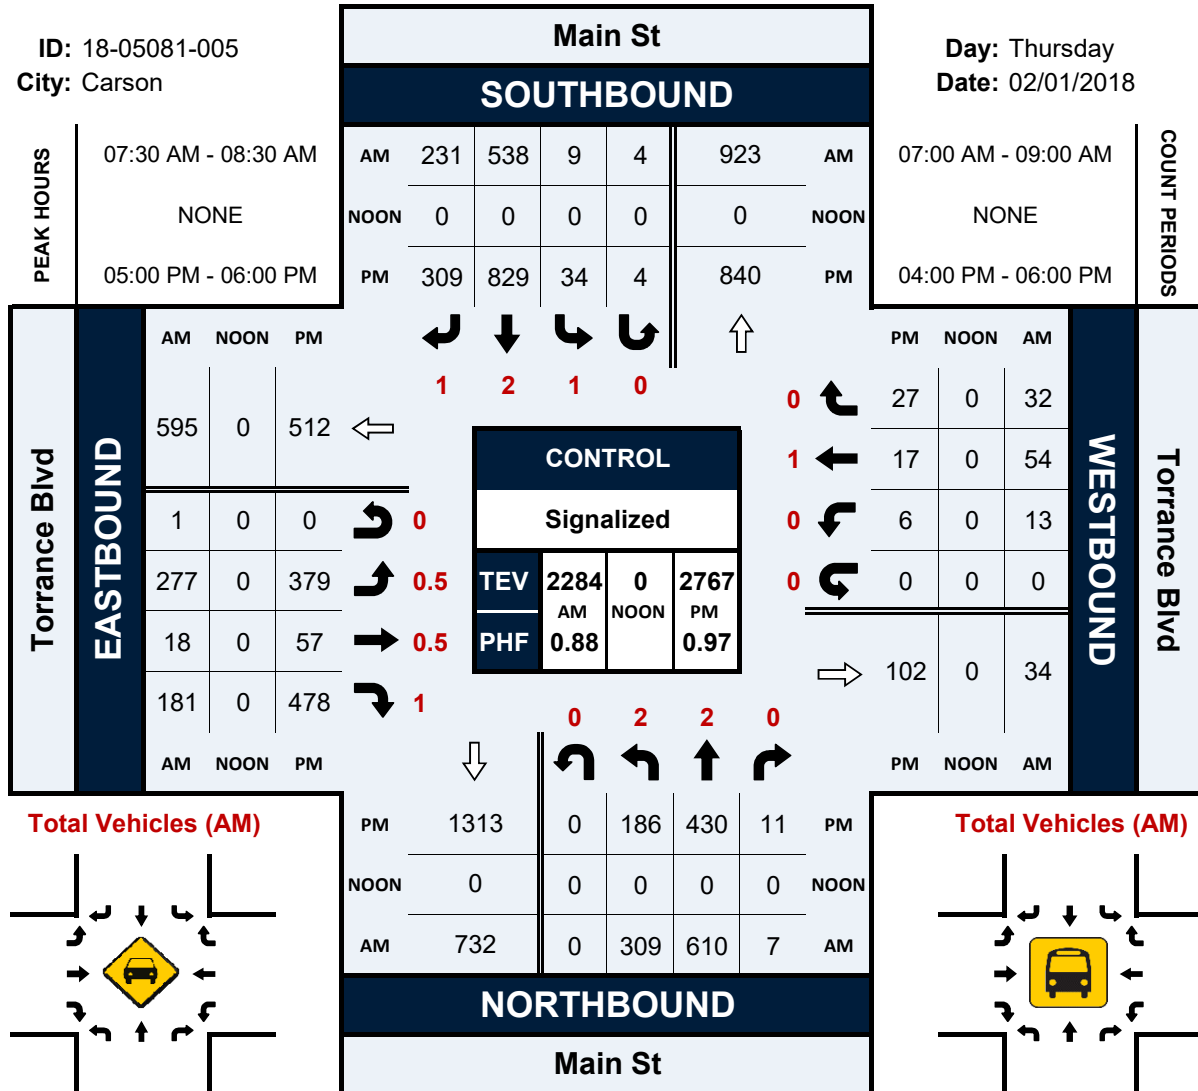 Main St
ID: 18-05081-005
Day: Thursday
City: Carson
Date: 02/01/2018
SOUTHBOUND
PEAK HOURS
07:30 AM - 08:30 AM
NONE
05:00 PM - 06:00 PM
AM 231 538 9 4 923 AM
NOON 0 0 0 0 0 NOON
PM 309 829 34 4 840 PM
07:00 AM - 09:00 AM
NONE
04:00 PM - 06:00 PM
COUNT PERIODS
1 2 1 0
Torrance Blvd
EASTBOUND
AM NOON PM
595 0 512
1 0 0 0
277 0 379 0.5
18 0 57 0.5
181 0 478 1
AM NOON PM
CONTROL
Signalized
TEV 2284 0 2767
AM NOON PM
PHF 0.88 0.97
PM NOON AM
0 27 0 32
1 17 0 54
0 6 0 13
0 0 0 0
102 0 34
PM NOON AM
WESTBOUND
Torrance Blvd
0 2 2 0
PM 1313 0 186 430 11 PM
NOON 0 0 0 0 0 NOON
AM 732 0 309 610 7 AM
NORTHBOUND
Main St
Total Vehicles (AM)
Total Vehicles (AM)